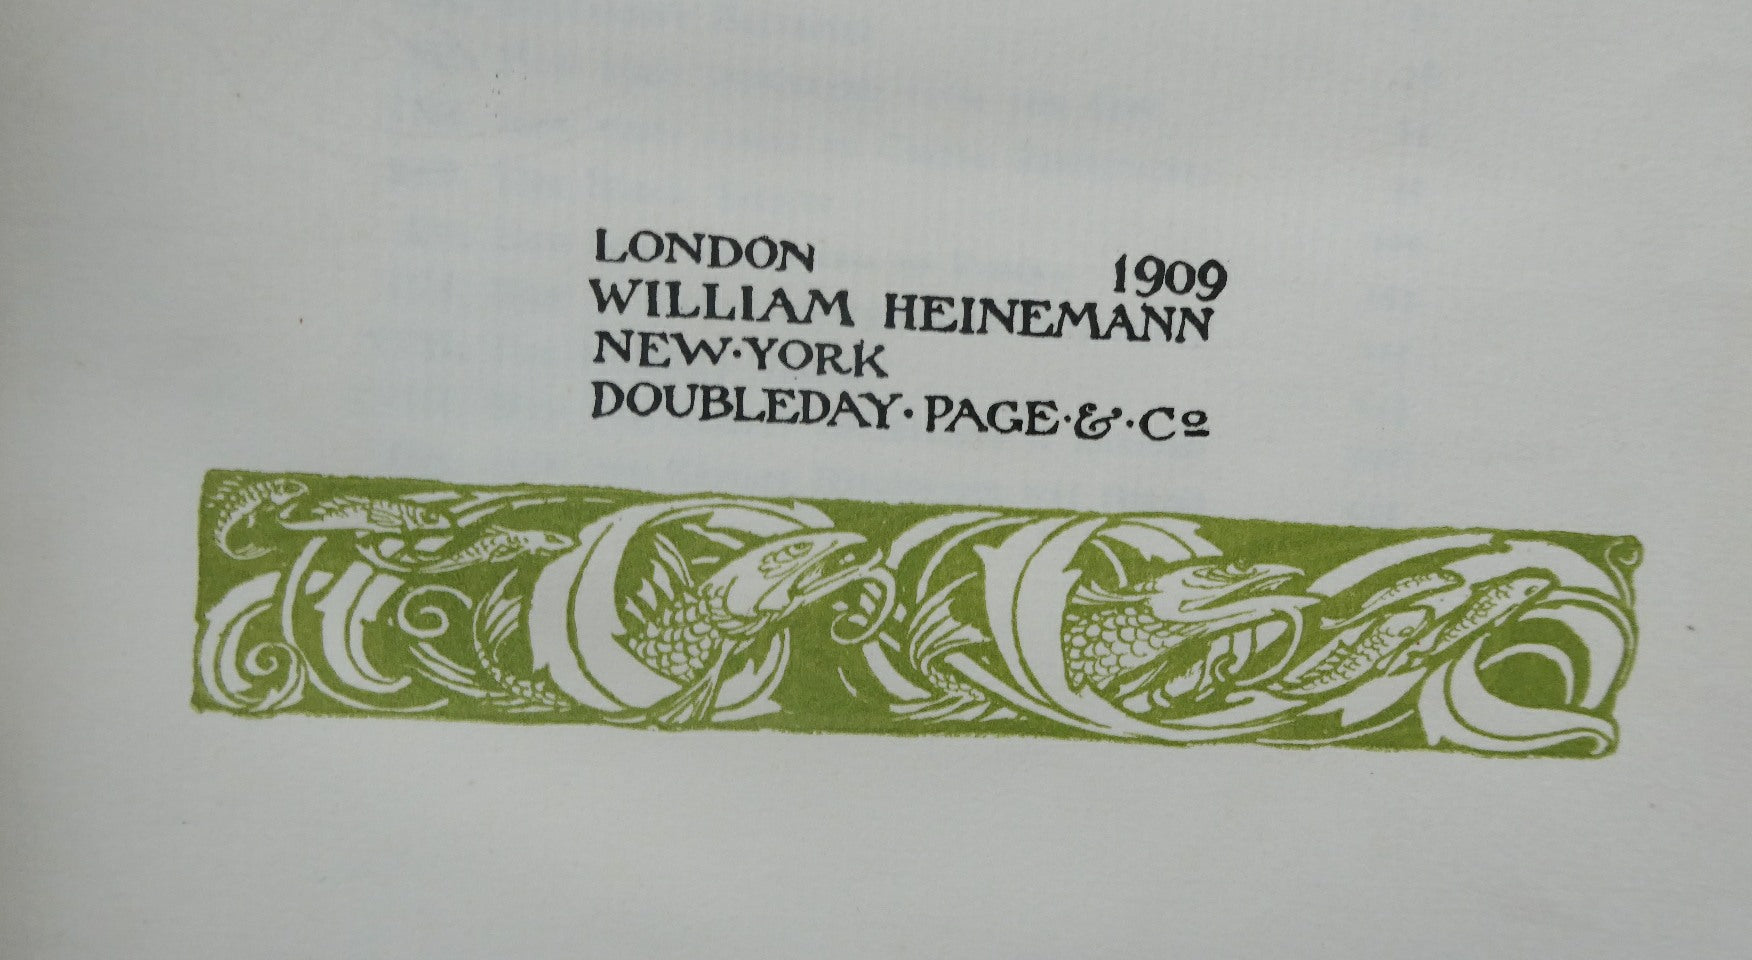 LONDON 1909
WILLIAM HEINEMANN
NEW·YORK
DOUBLEDAY·PAGE·&·Co